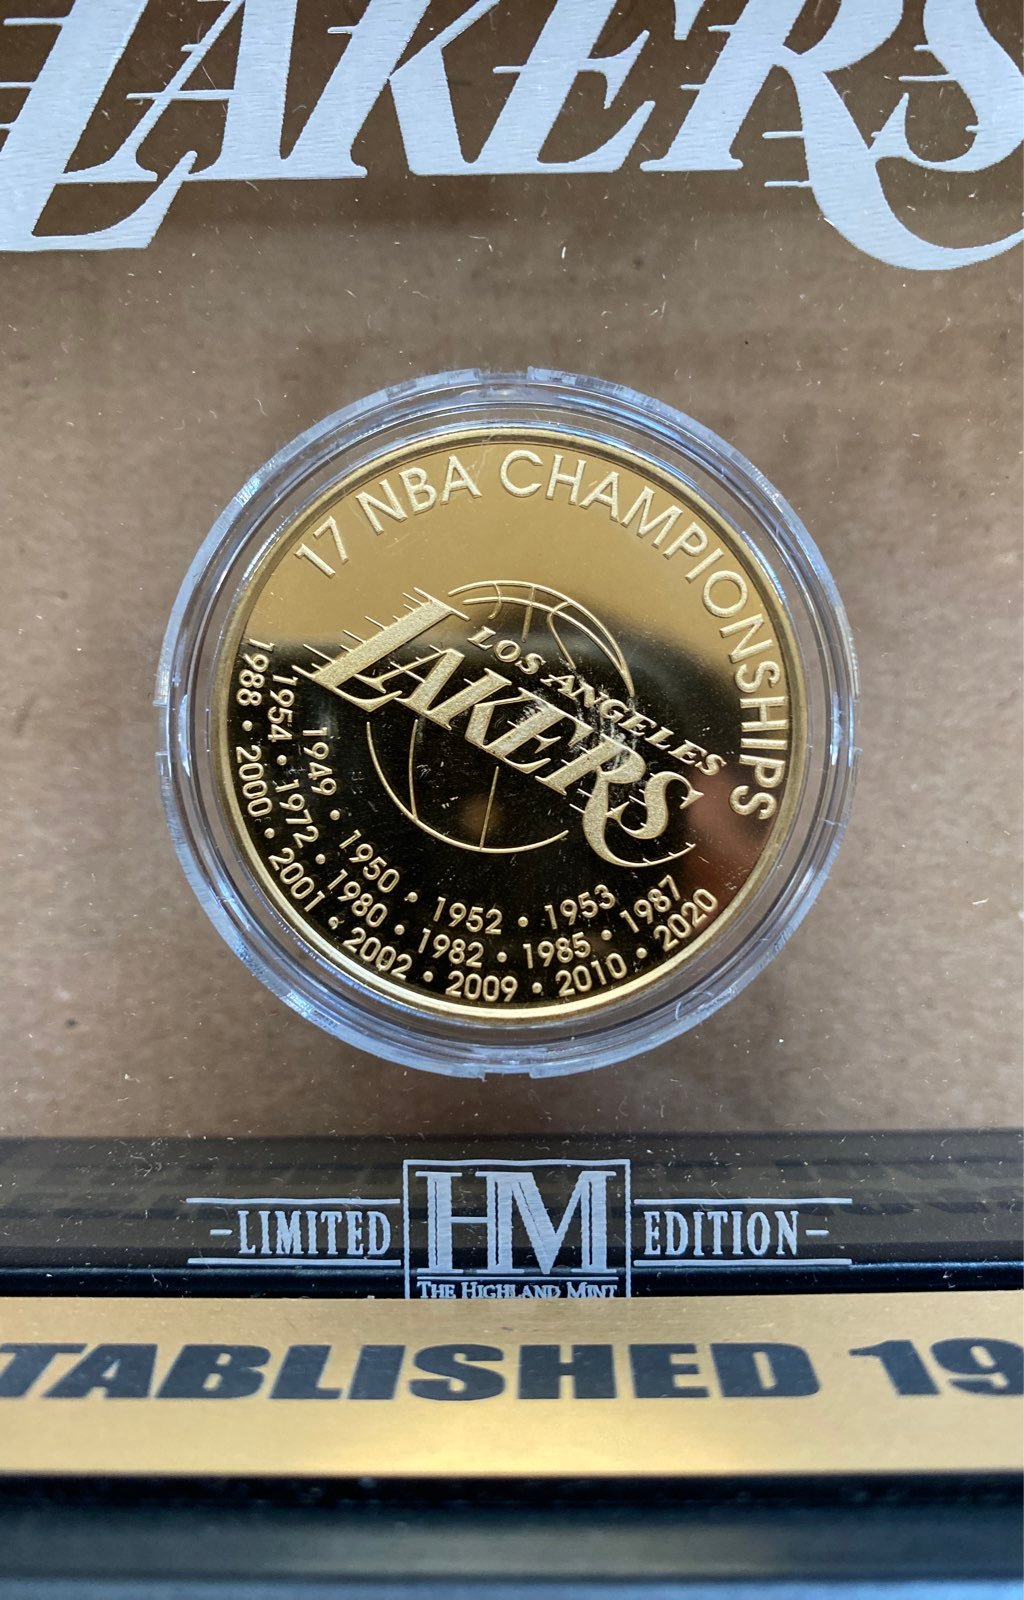 LAKERS
17 NBA CHAMPIONSHIPS
LOS ANGELES
LAKERS
1949 • 1950 • 1952 • 1953
1954 • 1972 • 1980 • 1982 • 1985 • 1987
1988 • 2000 • 2001 • 2002 • 2009 • 2010 • 2020
-LIMITED HM EDITION-
THE HIGHLAND MINT
TABLISHED 19